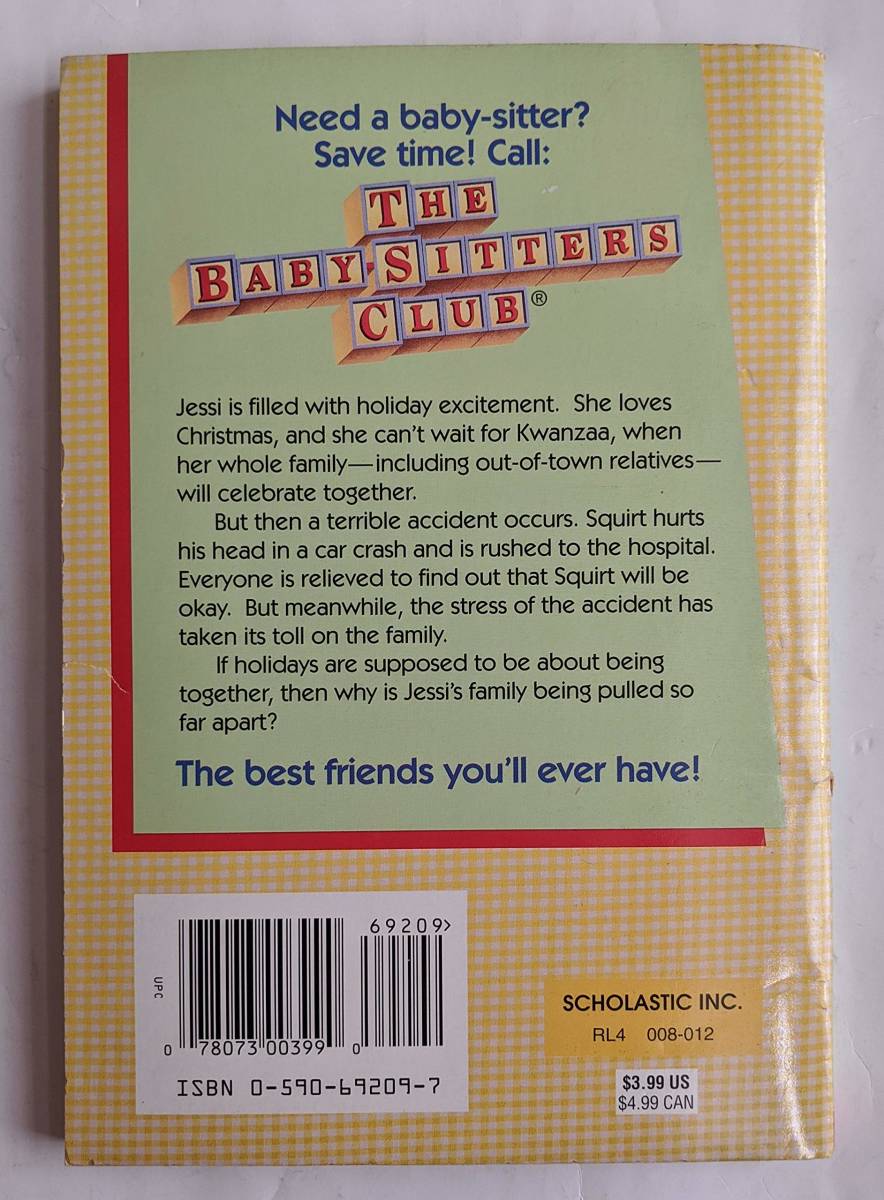 Need a baby-sitter?
Save time! Call:
THE
BABY-SITTERS
CLUB®
Jessi is filled with holiday excitement. She loves
Christmas, and she can't wait for Kwanzaa, when
her whole family—including out-of-town relatives—
will celebrate together.
But then a terrible accident occurs. Squirt hurts
his head in a car crash and is rushed to the hospital.
Everyone is relieved to find out that Squirt will be
okay. But meanwhile, the stress of the accident has
taken its toll on the family.
If holidays are supposed to be about being
together, then why is Jessi's family being pulled so
far apart?
The best friends you'll ever have!
69209>
UPC
0 78073 00399 0
ISBN 0-590-69209-7
SCHOLASTIC INC.
RL4 008-012
$3.99 US
$4.99 CAN